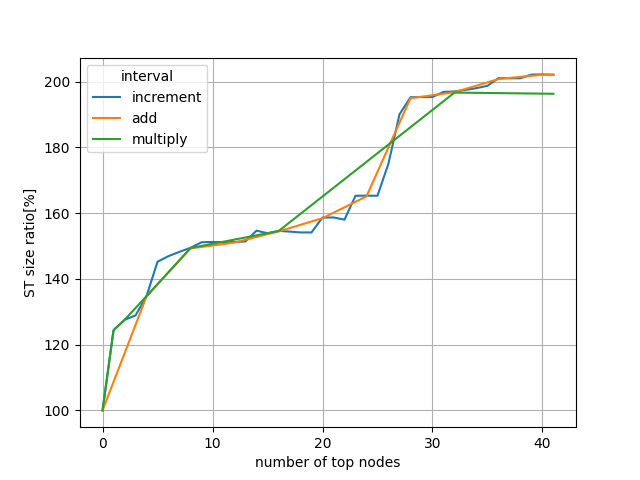 interval
increment
add
multiply
200
180
160
140
120
100
ST size ratio[%]
0 10 20 30 40
number of top nodes